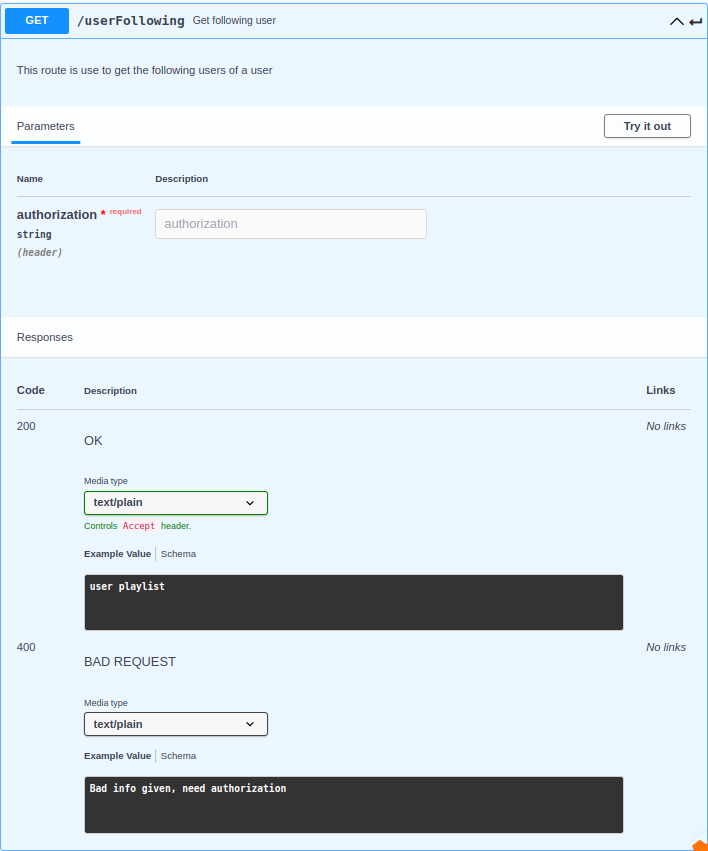 GET /userFollowing Get following user
This route is use to get the following users of a user
Parameters Try it out
Name Description
authorization * required
string
(header)
authorization
Responses
Code Description Links
200 No links
OK
Media type
text/plain
Controls Accept header.
Example Value Schema
user playlist
400 No links
BAD REQUEST
Media type
text/plain
Example Value Schema
Bad info given, need authorization